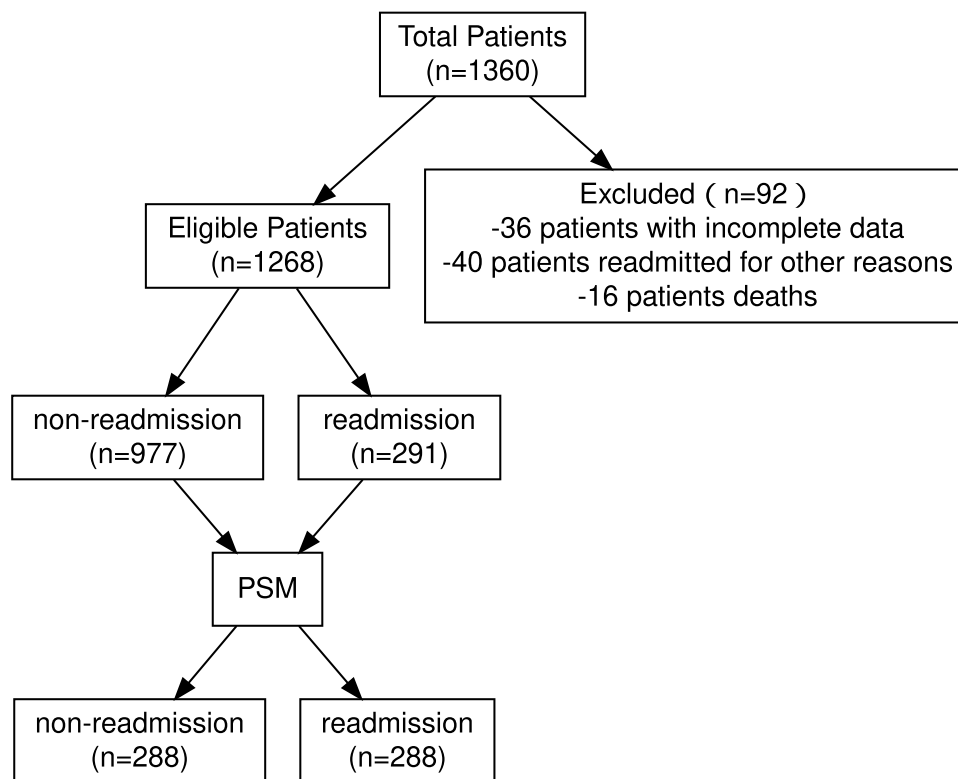 Total Patients
(n=1360)
Excluded（n=92）
-36 patients with incomplete data
-40 patients readmitted for other reasons
-16 patients deaths
Eligible Patients
(n=1268)
non-readmission
(n=977)
readmission
(n=291)
PSM
non-readmission
(n=288)
readmission
(n=288)